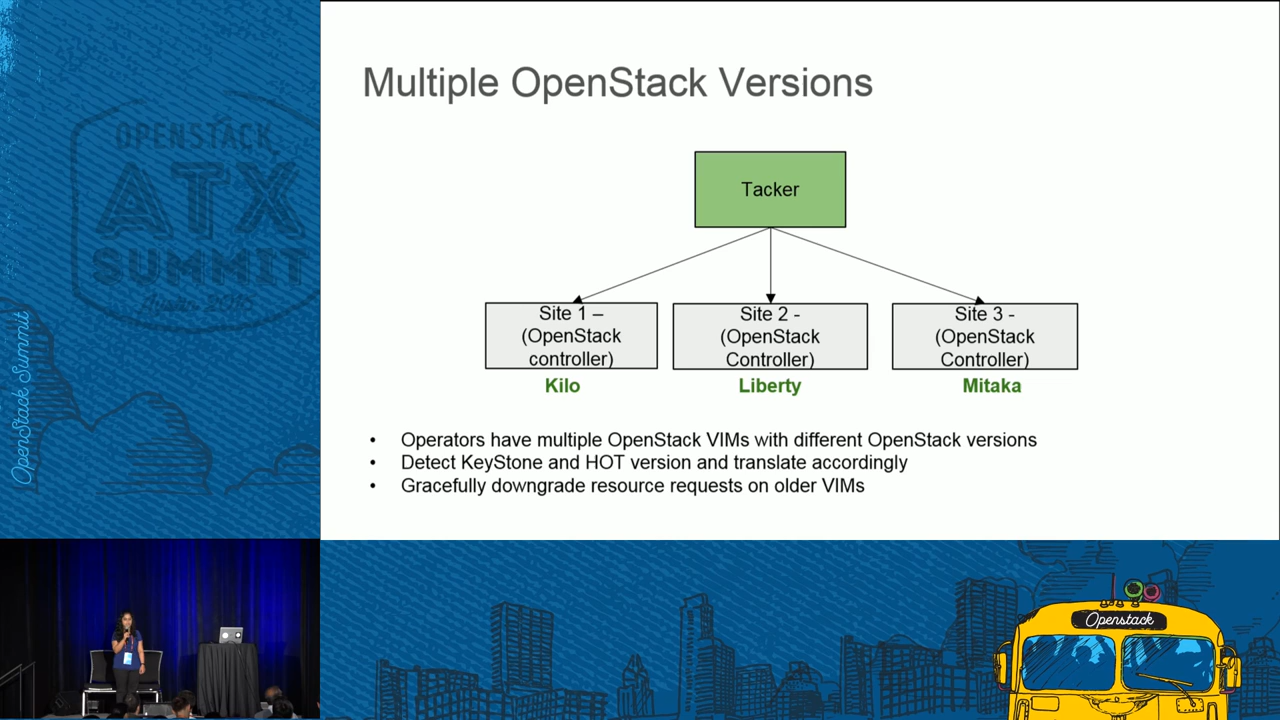 Multiple OpenStack Versions
Tacker
Site 1 –
(OpenStack
controller)
Kilo
Site 2 -
(OpenStack
Controller)
Liberty
Site 3 -
(OpenStack
Controller)
Mitaka
• Operators have multiple OpenStack VIMs with different OpenStack versions
• Detect KeyStone and HOT version and translate accordingly
• Gracefully downgrade resource requests on older VIMs
OPENSTACK
ATX
SUMMIT
Austin 2016
OpenStack Summit
Openstack